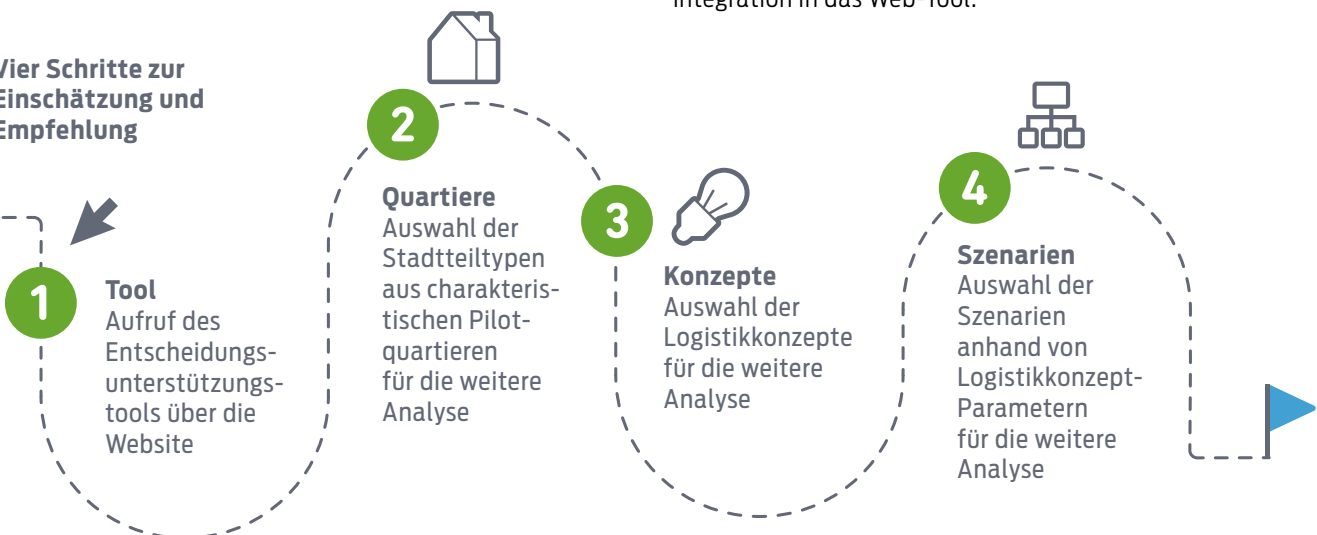 Integration in das Web-Tool.
Vier Schritte zur
Einschätzung und
Empfehlung
1
Tool
Aufruf des
Entscheidungs-
unterstützungs-
tools über die
Website
2
Quartiere
Auswahl der
Stadtteiltypen
aus charakteris-
tischen Pilot-
quartieren
für die weitere
Analyse
3
Konzepte
Auswahl der
Logistikkonzepte
für die weitere
Analyse
4
Szenarien
Auswahl der
Szenarien
anhand von
Logistikkonzept-
Parametern
für die weitere
Analyse